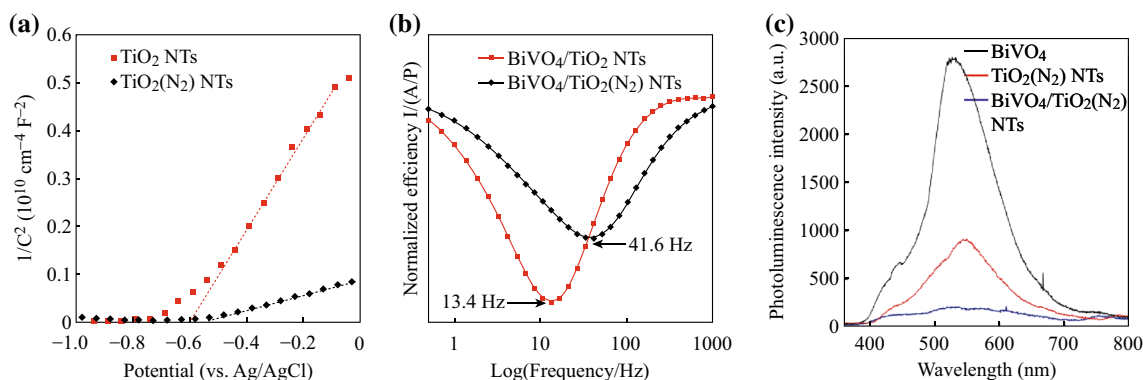 (a)
0.6
0.5
0.4
0.3
0.2
0.1
0
1/C² (10¹⁰ cm⁻⁴ F⁻²)
TiO₂ NTs
TiO₂(N₂) NTs
−1.0 −0.8 −0.6 −0.4 −0.2 0
Potential (vs. Ag/AgCl)
(b)
Normalized effciency I/(A/P)
BiVO₄/TiO₂ NTs
BiVO₄/TiO₂(N₂) NTs
41.6 Hz
13.4 Hz
1 10 100 1000
Log(Frequency/Hz)
(c)
3000
2500
2000
1500
1000
500
0
Photoluminescence intensity (a.u.)
BiVO₄
TiO₂(N₂) NTs
BiVO₄/TiO₂(N₂)
NTs
400 500 600 700 800
Wavelength (nm)